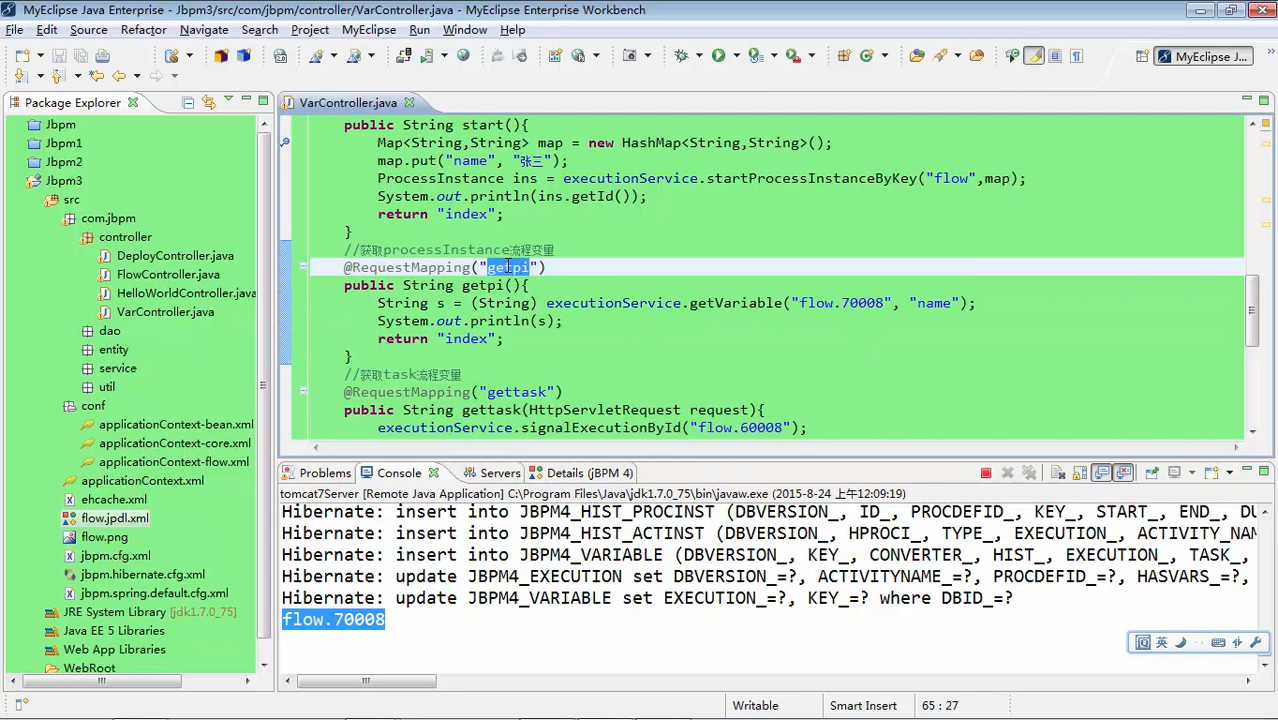 MyEclipse Java Enterprise - Jbpm3/src/com/jbpm/controller/VarController.java - MyEclipse Enterprise Workbench
File Edit Source Refactor Navigate Search Project MyEclipse Run Window Help
MyEclipse J...
Package Explorer
Jbpm
Jbpm1
Jbpm2
Jbpm3
src
com.jbpm
controller
DeployController.java
FlowController.java
HelloWorldController.java
VarController.java
dao
entity
service
util
conf
applicationContext-bean.xml
applicationContext-core.xml
applicationContext-flow.xml
applicationContext.xml
ehcache.xml
flow.jpdl.xml
flow.png
jbpm.cfg.xml
jbpm.hibernate.cfg.xml
jbpm.spring.default.cfg.xml
JRE System Library [jdk1.7.0_75]
Java EE 5 Libraries
Web App Libraries
WebRoot
VarController.java
public String start(){
Map<String,String> map = new HashMap<String,String>();
map.put("name", "张三");
ProcessInstance ins = executionService.startProcessInstanceByKey("flow",map);
System.out.println(ins.getId());
return "index";
}
//获取processInstance流程变量
@RequestMapping("getpi")
public String getpi(){
String s = (String) executionService.getVariable("flow.70008", "name");
System.out.println(s);
return "index";
}
//获取task流程变量
@RequestMapping("gettask")
public String gettask(HttpServletRequest request){
executionService.signalExecutionById("flow.60008");
Problems Console Servers Details (jBPM 4)
tomcat7Server [Remote Java Application] C:\Program Files\Java\jdk1.7.0_75\bin\javaw.exe (2015-8-24 上午12:09:19)
Hibernate: insert into JBPM4_HIST_PROCINST (DBVERSION_, ID_, PROCDEFID_, KEY_, START_, END_, DU
Hibernate: insert into JBPM4_HIST_ACTINST (DBVERSION_, HPROCI_, TYPE_, EXECUTION_, ACTIVITY_NAM
Hibernate: insert into JBPM4_VARIABLE (DBVERSION_, KEY_, CONVERTER_, HIST_, EXECUTION_, TASK_,
Hibernate: update JBPM4_EXECUTION set DBVERSION_=?, ACTIVITYNAME_=?, PROCDEFID_=?, HASVARS_=?,
Hibernate: update JBPM4_VARIABLE set EXECUTION_=?, KEY_=? where DBID_=?
flow.70008
英
Writable Smart Insert 65 : 27